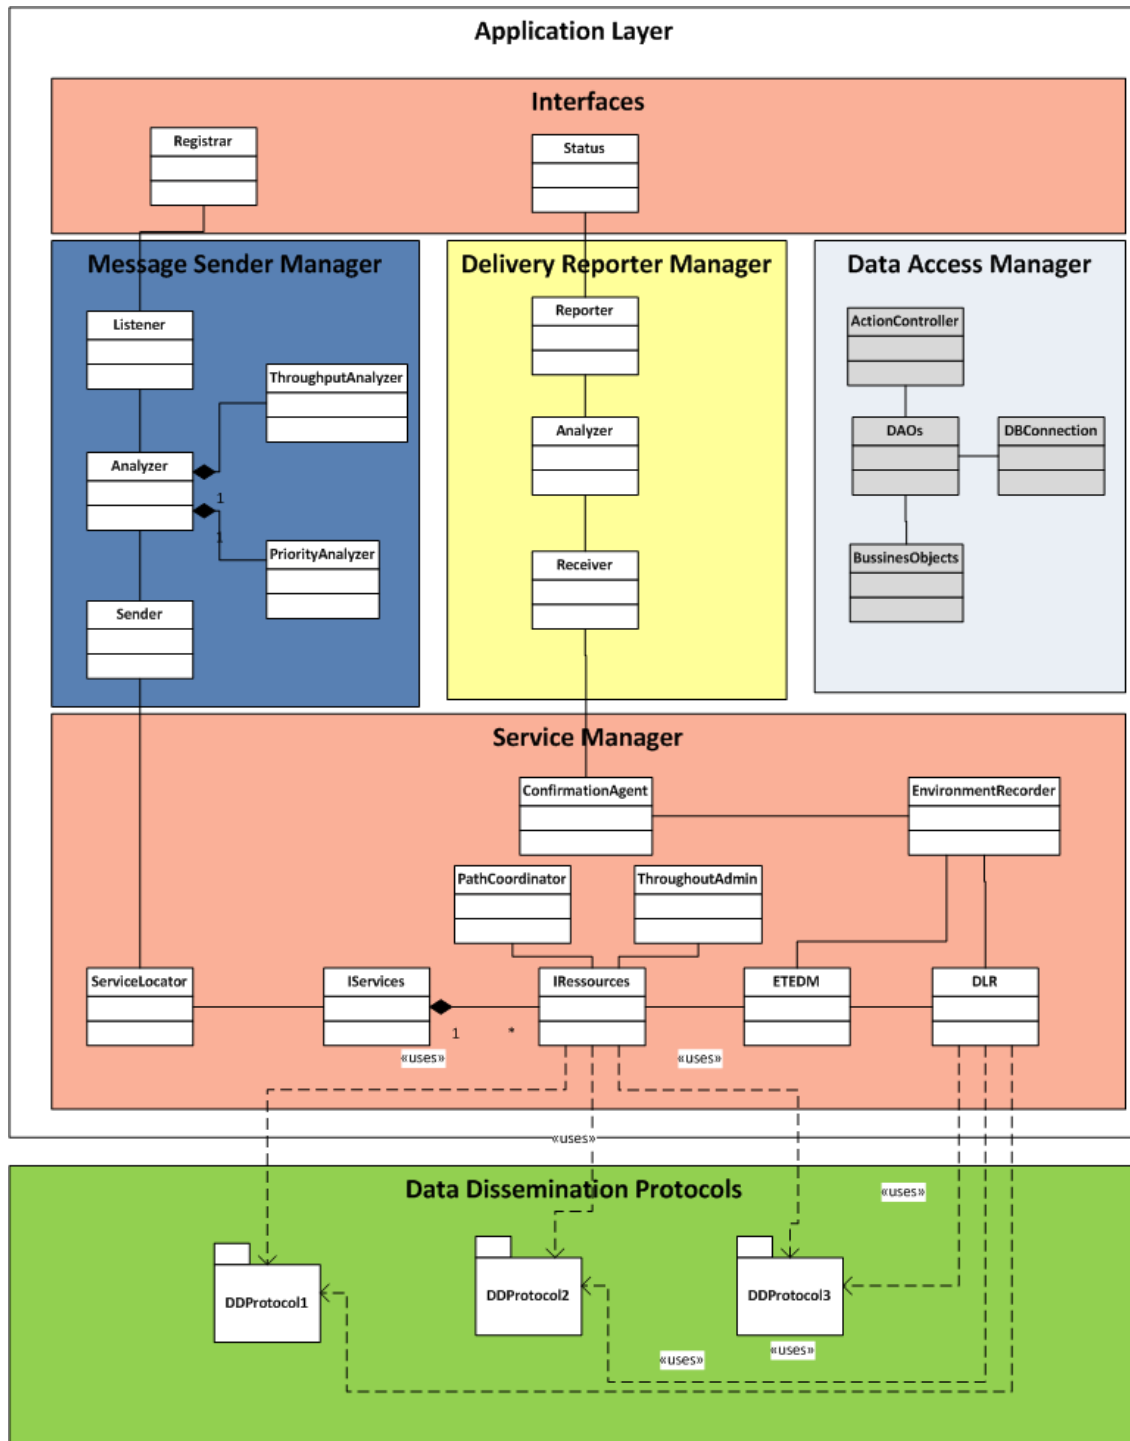 Application Layer
Interfaces
Registrar
Status
Message Sender Manager
Delivery Reporter Manager
Data Access Manager
Listener
ThroughputAnalyzer
Analyzer
1
1
PriorityAnalyzer
Sender
Reporter
Analyzer
Receiver
ActionController
DAOs
DBConnection
BussinesObjects
Service Manager
ConfirmationAgent
EnvironmentRecorder
PathCoordinator
ThroughoutAdmin
ServiceLocator
IServices
IRessources
ETEDM
DLR
1
*
«uses»
«uses»
«uses»
Data Dissemination Protocols
«uses»
DDProtocol1
DDProtocol2
DDProtocol3
«uses»
«uses»